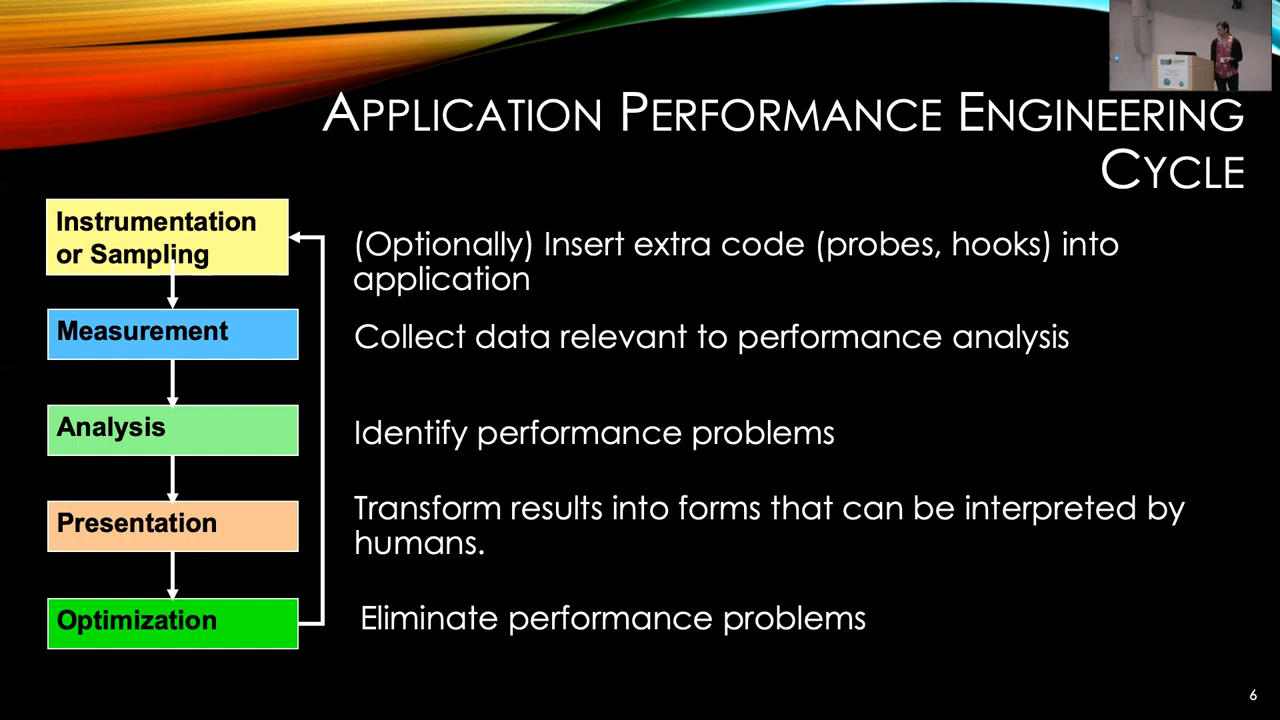 APPLICATION PERFORMANCE ENGINEERING
CYCLE
Instrumentation
or Sampling
(Optionally) Insert extra code (probes, hooks) into
application
Measurement
Collect data relevant to performance analysis
Analysis
Identify performance problems
Presentation
Transform results into forms that can be interpreted by
humans.
Optimization
Eliminate performance problems
6